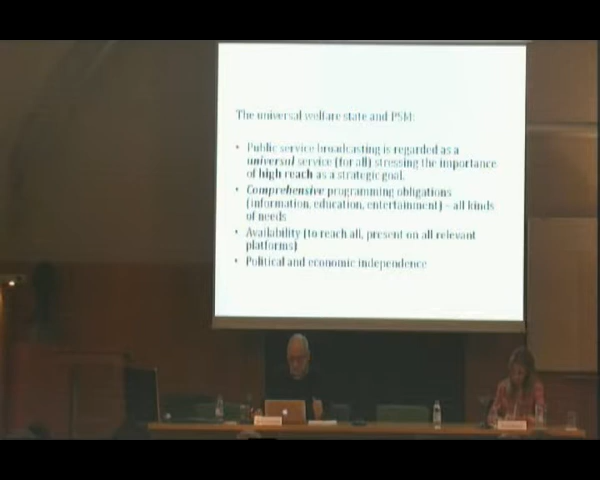 The universal welfare state and PSM:
• Public service broadcasting is regarded as a
universal service (for all) stressing the importance
of high reach as a strategic goal.
• Comprehensive programming obligations
(information, education, entertainment) – all kinds
of needs
• Availability (to reach all, present on all relevant
platforms)
• Political and economic independence